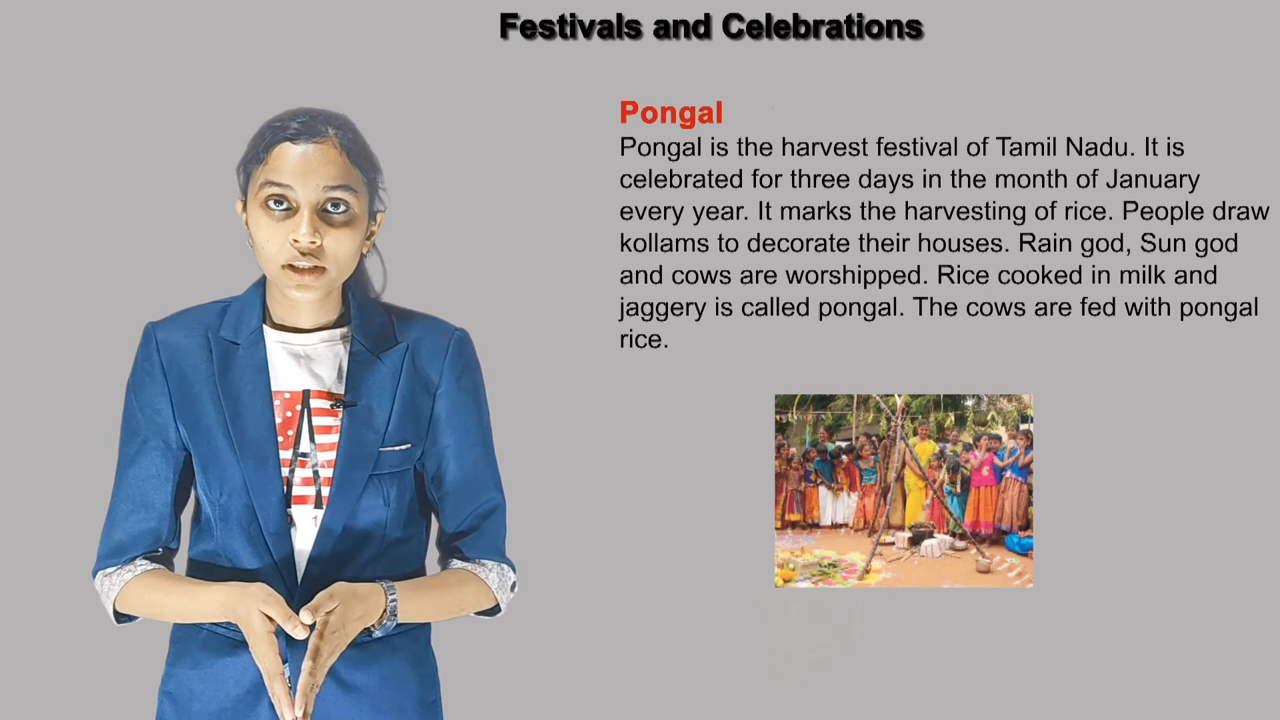 Festivals and Celebrations
Pongal
Pongal is the harvest festival of Tamil Nadu. It is
celebrated for three days in the month of January
every year. It marks the harvesting of rice. People draw
kollams to decorate their houses. Rain god, Sun god
and cows are worshipped. Rice cooked in milk and
jaggery is called pongal. The cows are fed with pongal
rice.
A
1